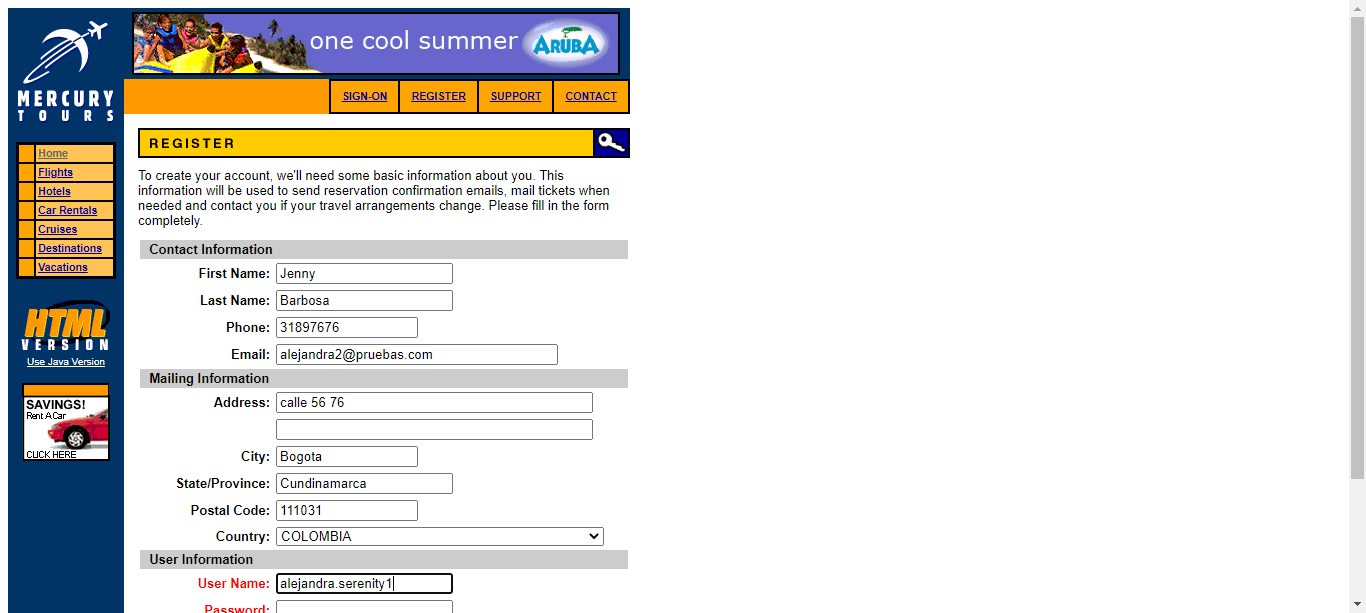 one cool summer ARUBA
MERCURY
TOURS
SIGN-ON REGISTER SUPPORT CONTACT
Home
Flights
Hotels
Car Rentals
Cruises
Destinations
Vacations
HTML
VERSION
Use Java Version
SAVINGS!
Rent A Car
CLICK HERE
REGISTER
To create your account, we'll need some basic information about you. This
information will be used to send reservation confirmation emails, mail tickets when
needed and contact you if your travel arrangements change. Please fill in the form
completely.
Contact Information
First Name: Jenny
Last Name: Barbosa
Phone: 31897676
Email: alejandra2@pruebas.com
Mailing Information
Address: calle 56 76
City: Bogota
State/Province: Cundinamarca
Postal Code: 111031
Country: COLOMBIA
User Information
User Name: alejandra.serenity1
Password: